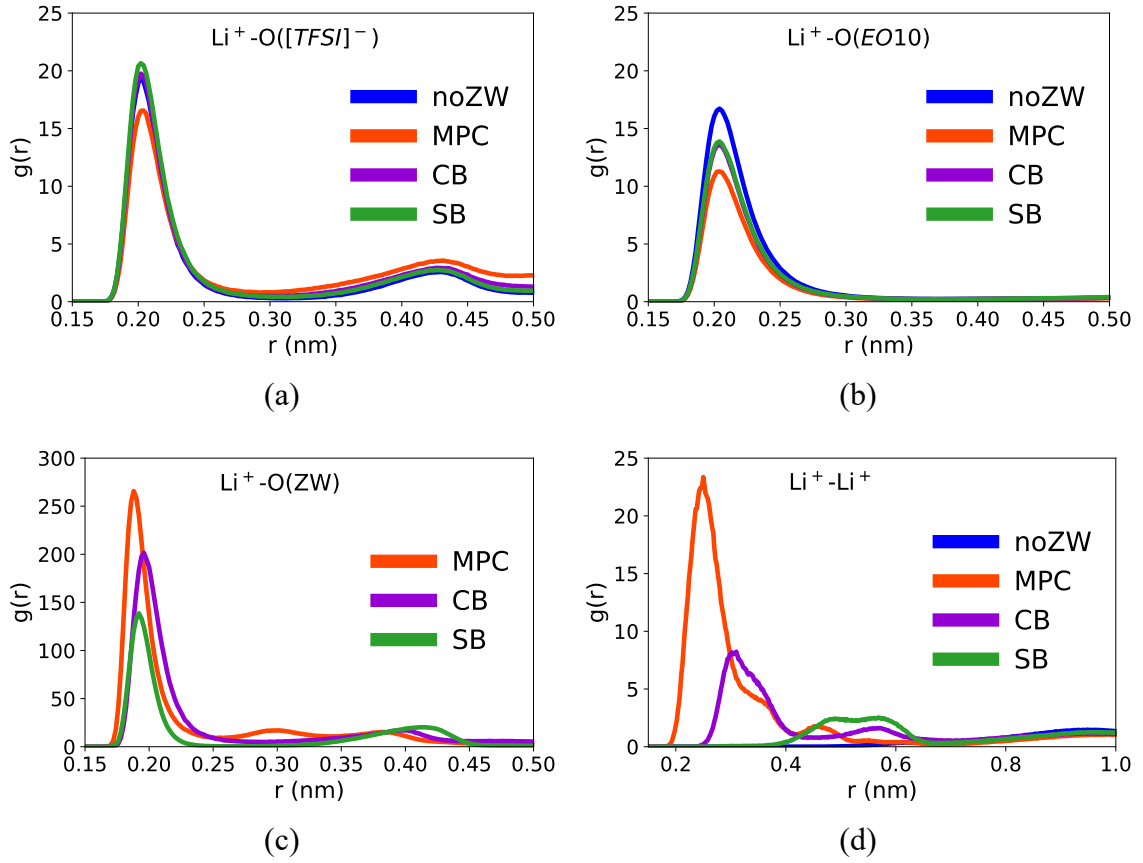 Li⁺-O([TFSI]⁻)
g(r)
25
20
15
10
5
0
noZW
MPC
CB
SB
0.15 0.20 0.25 0.30 0.35 0.40 0.45 0.50
r (nm)
(a)
Li⁺-O(EO10)
g(r)
25
20
15
10
5
0
noZW
MPC
CB
SB
0.15 0.20 0.25 0.30 0.35 0.40 0.45 0.50
r (nm)
(b)
Li⁺-O(ZW)
g(r)
300
250
200
150
100
50
0
MPC
CB
SB
0.15 0.20 0.25 0.30 0.35 0.40 0.45 0.50
r (nm)
(c)
Li⁺-Li⁺
g(r)
25
20
15
10
5
0
noZW
MPC
CB
SB
0.2 0.4 0.6 0.8 1.0
r (nm)
(d)